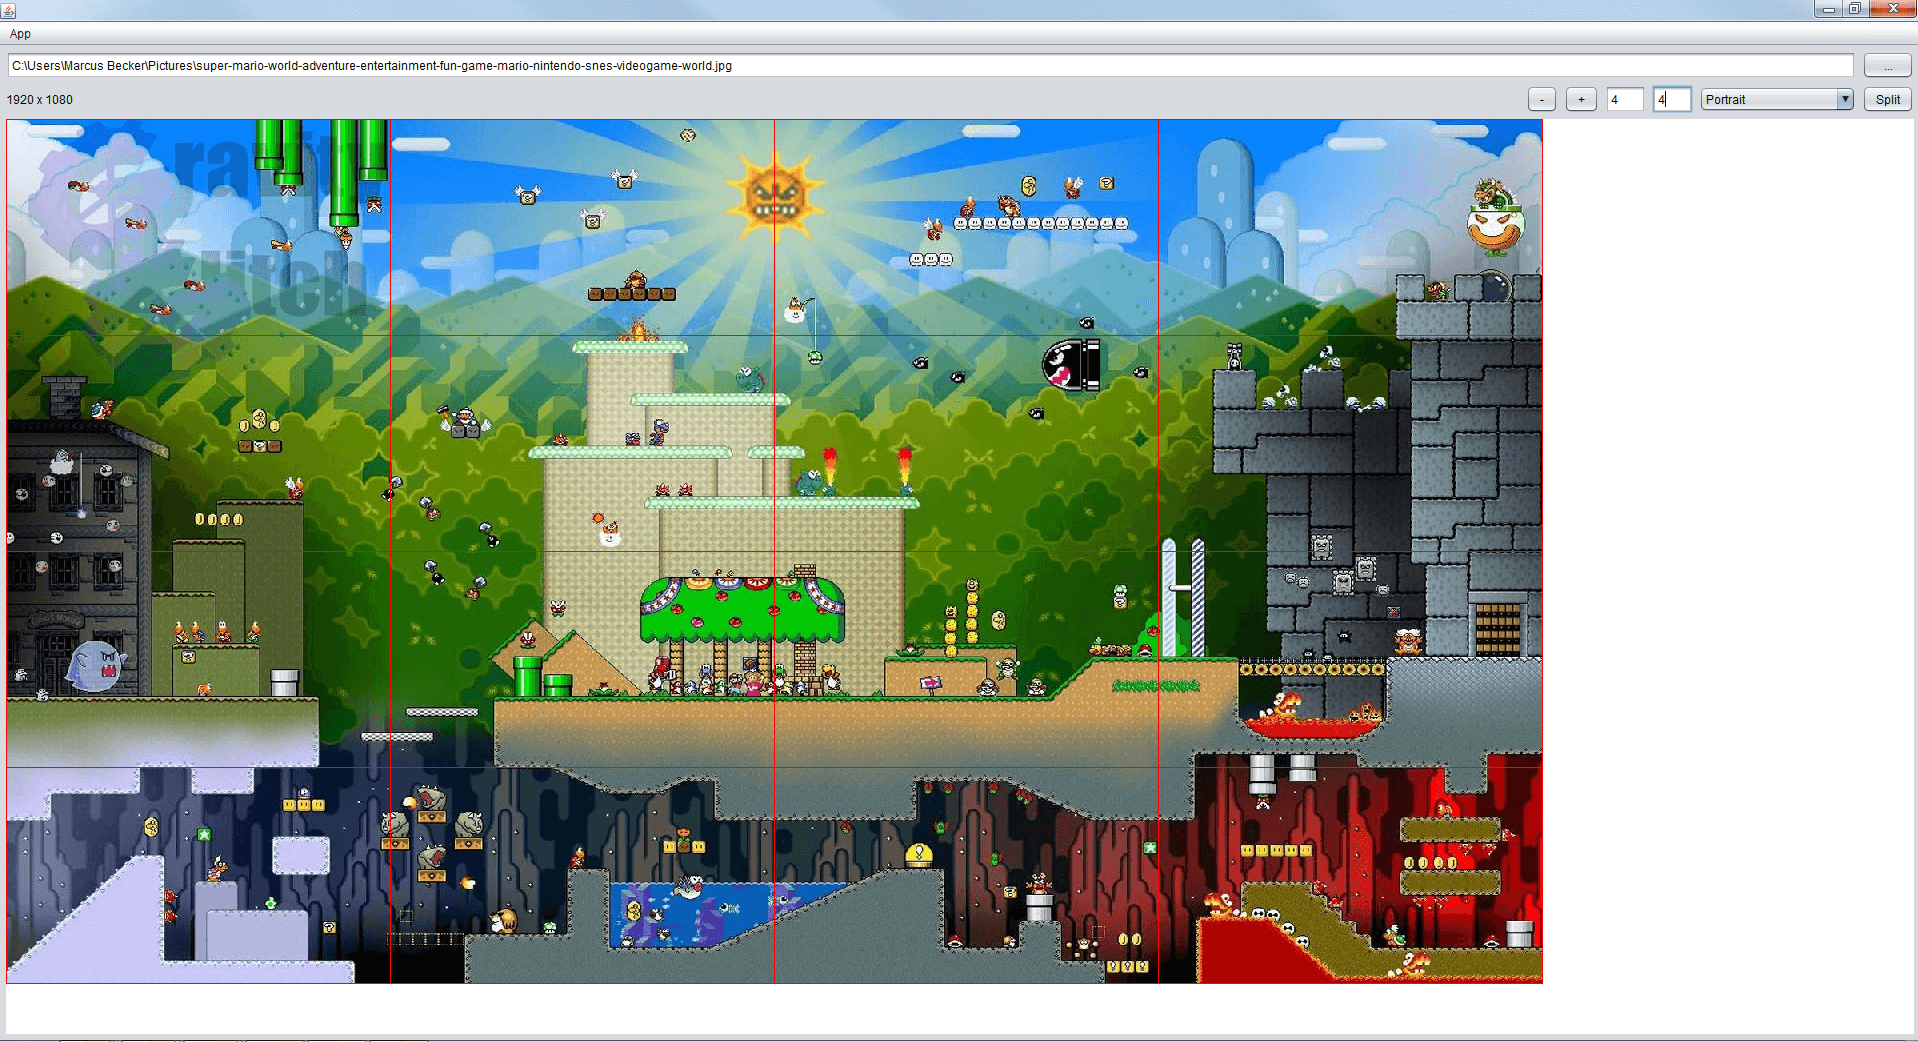 App
C:\Users\Marcus Becker\Pictures\super-mario-world-adventure-entertainment-fun-game-mario-nintendo-snes-videogame-world.jpg
...
1920 x 1080
- + 4 4 Portrait Split